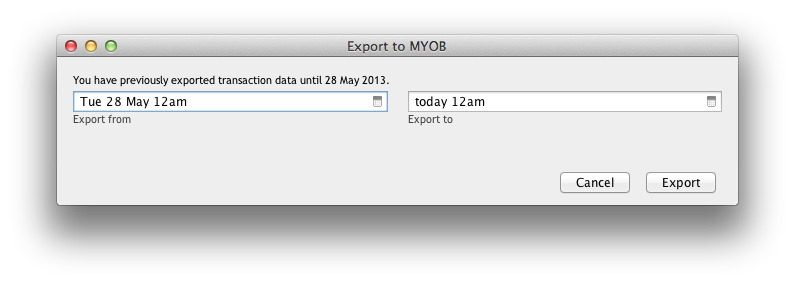 Export to MYOB
You have previously exported transaction data until 28 May 2013.
Tue 28 May 12am
today 12am
Export from
Export to
Cancel
Export